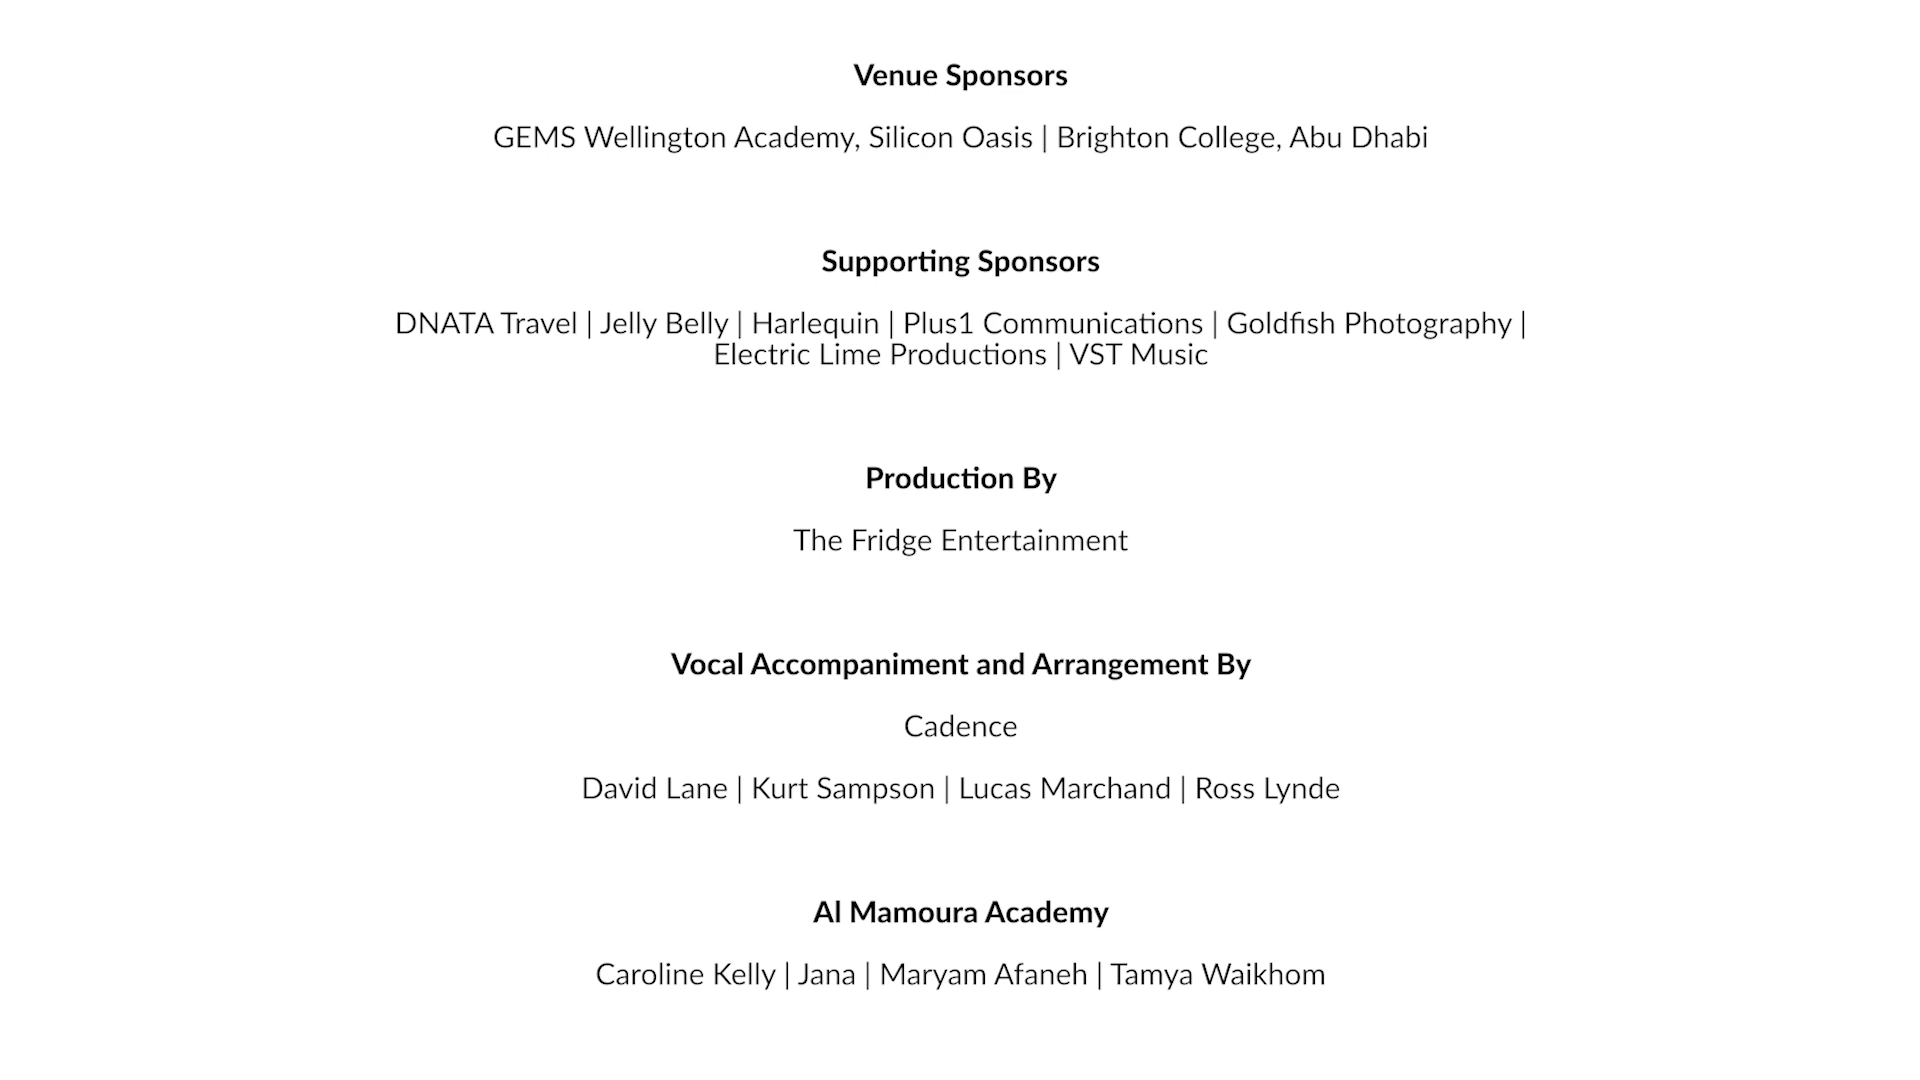 Venue Sponsors
GEMS Wellington Academy, Silicon Oasis | Brighton College, Abu Dhabi
Supporting Sponsors
DNATA Travel | Jelly Belly | Harlequin | Plus1 Communications | Goldfish Photography |
Electric Lime Productions | VST Music
Production By
The Fridge Entertainment
Vocal Accompaniment and Arrangement By
Cadence
David Lane | Kurt Sampson | Lucas Marchand | Ross Lynde
Al Mamoura Academy
Caroline Kelly | Jana | Maryam Afaneh | Tamya Waikhom